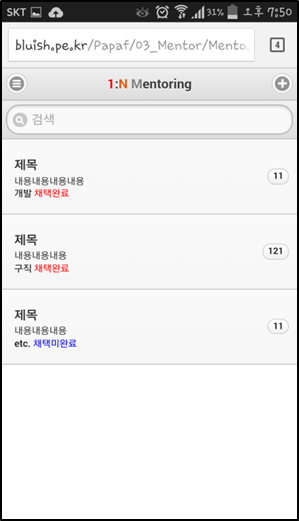 SKT 31% 오후 7:50
bluish.pe.kr/Papaf/03_Mentor/Mento. 4
1:N Mentoring
검색
제목
내용내용내용내용 11
개발 채택완료
제목
내용내용내용 121
구직 채택완료
제목
내용내용내용 11
etc. 채택미완료